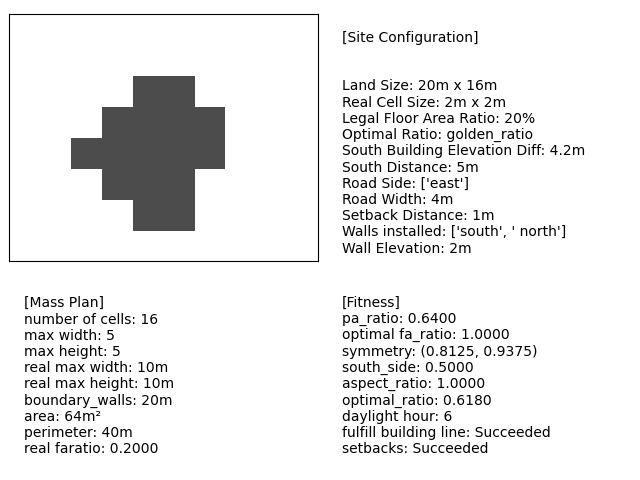 [Site Configuration]
Land Size: 20m x 16m
Real Cell Size: 2m x 2m
Legal Floor Area Ratio: 20%
Optimal Ratio: golden_ratio
South Building Elevation Diff: 4.2m
South Distance: 5m
Road Side: ['east']
Road Width: 4m
Setback Distance: 1m
Walls installed: ['south', ' north']
Wall Elevation: 2m
[Mass Plan]
number of cells: 16
max width: 5
max height: 5
real max width: 10m
real max height: 10m
boundary_walls: 20m
area: 64m²
perimeter: 40m
real faratio: 0.2000
[Fitness]
pa_ratio: 0.6400
optimal fa_ratio: 1.0000
symmetry: (0.8125, 0.9375)
south_side: 0.5000
aspect_ratio: 1.0000
optimal_ratio: 0.6180
daylight hour: 6
fulfill building line: Succeeded
setbacks: Succeeded